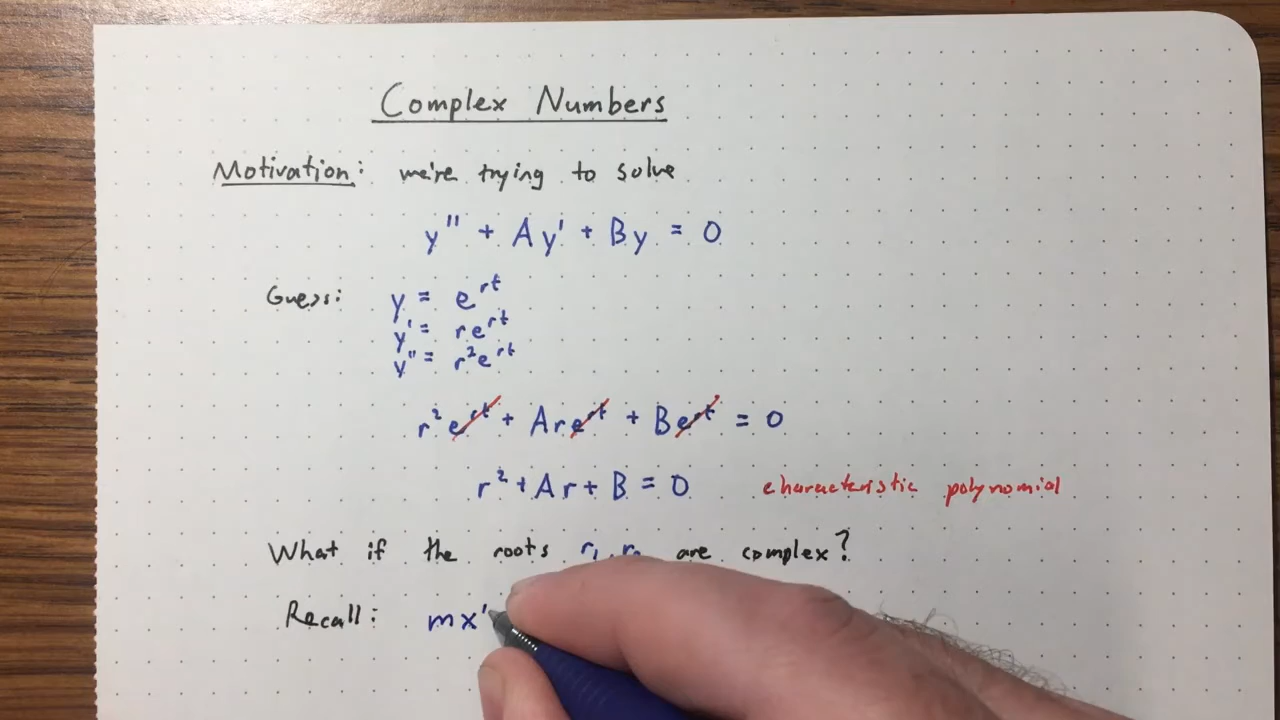 Complex Numbers
Motivation: we're trying to solve
y'' + Ay' + By = 0
Guess: y = e^rt
y' = re^rt
y'' = r²e^rt
r²e^rt + Are^rt + Be^rt = 0
r² + Ar + B = 0 characteristic polynomial
What if the roots r₁, are complex?
Recall: mx'